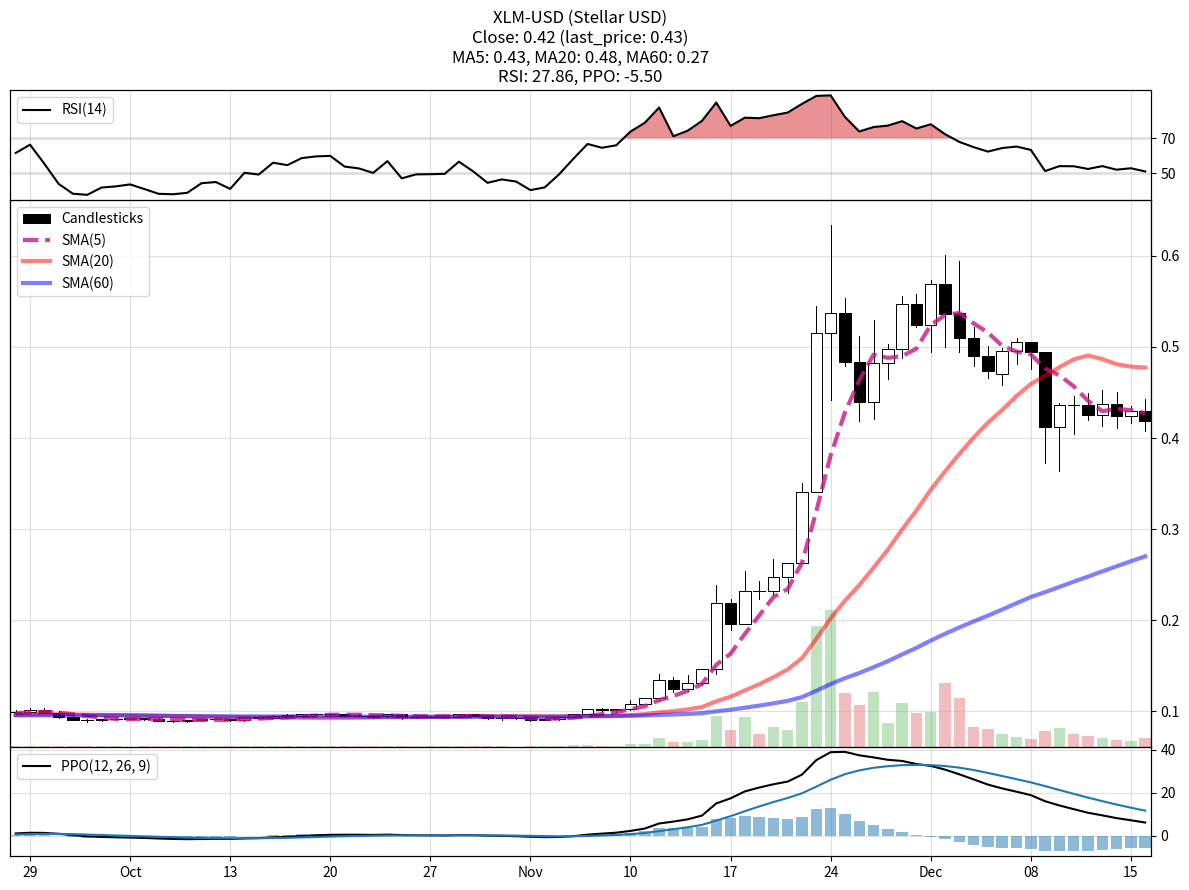 XLM-USD (Stellar USD)
Close: 0.42 (last_price: 0.43)
MA5: 0.43, MA20: 0.48, MA60: 0.27
RSI: 27.86, PPO: -5.50
RSI(14)
70
50
Candlesticks
SMA(5)
SMA(20)
SMA(60)
0.6
0.5
0.4
0.3
0.2
0.1
PPO(12, 26, 9)
40
20
0
29 Oct 13 20 27 Nov 10 17 24 Dec 08 15